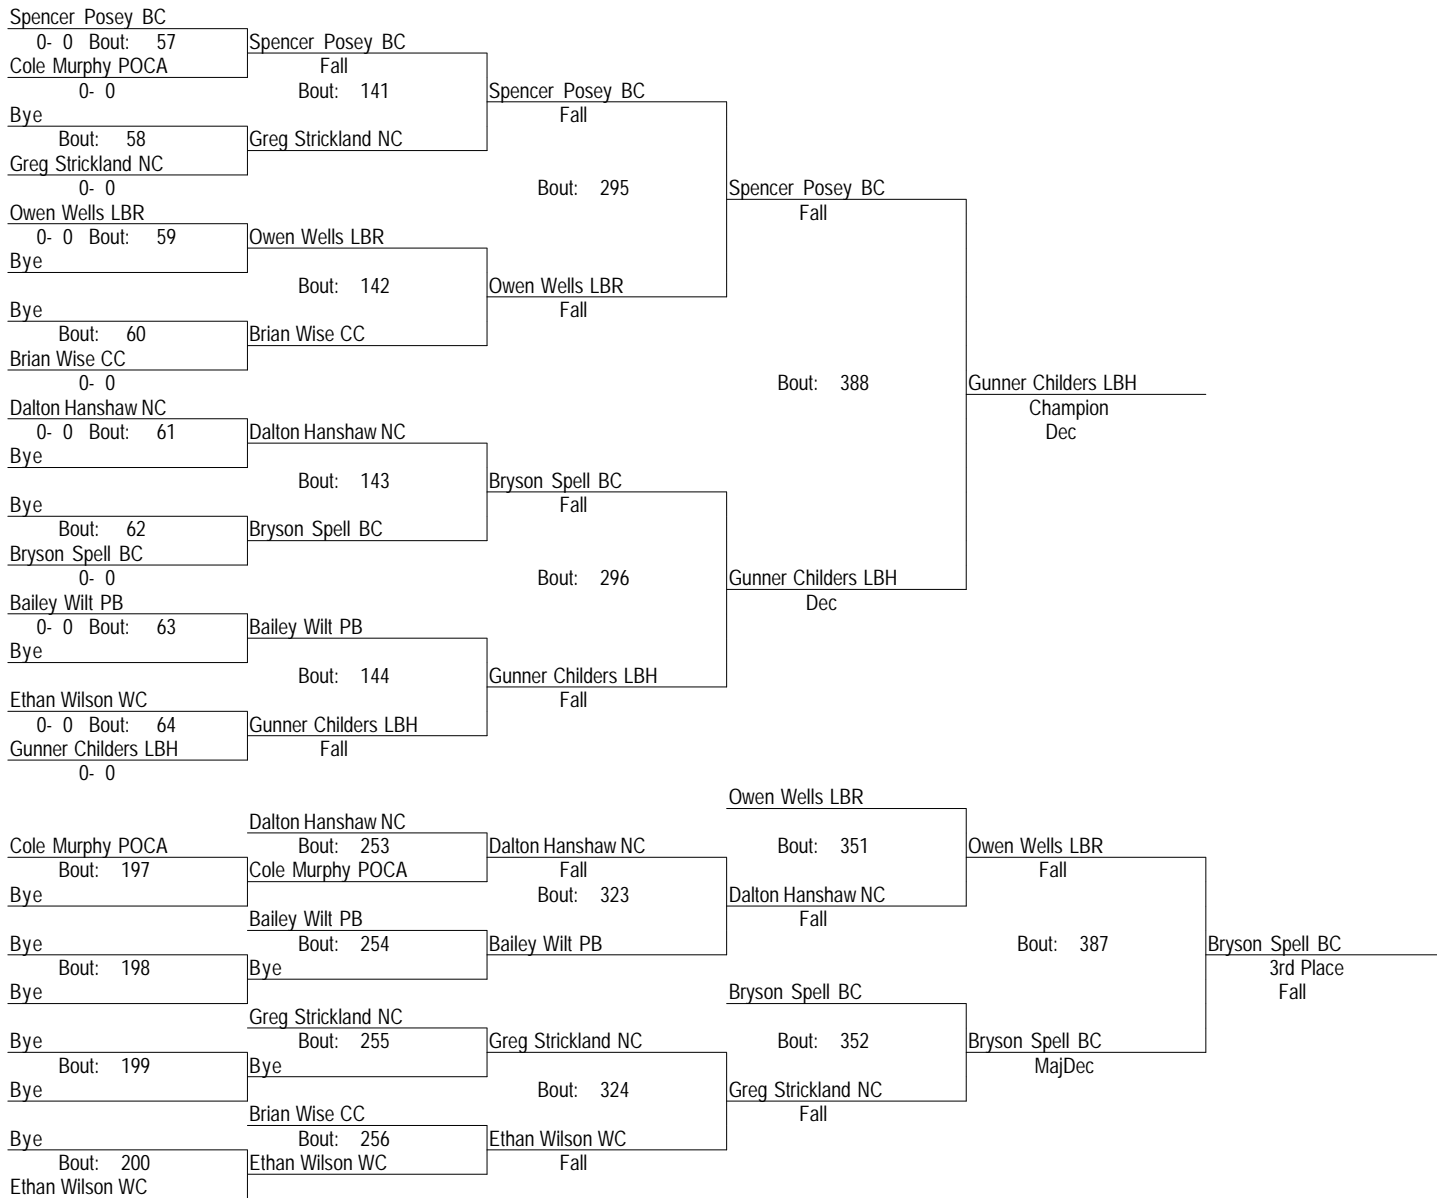 Spencer Posey BC
0- 0 Bout: 57
Cole Murphy POCA
0- 0
Bye
Bout: 58
Greg Strickland NC
0- 0
Owen Wells LBR
0- 0 Bout: 59
Bye
Bye
Bout: 60
Brian Wise CC
0- 0
Dalton Hanshaw NC
0- 0 Bout: 61
Bye
Bye
Bout: 62
Bryson Spell BC
0- 0
Bailey Wilt PB
0- 0 Bout: 63
Bye
Ethan Wilson WC
0- 0 Bout: 64
Gunner Childers LBH
0- 0
Spencer Posey BC
Fall
Bout: 141
Greg Strickland NC
Owen Wells LBR
Bout: 142
Brian Wise CC
Dalton Hanshaw NC
Bout: 143
Bryson Spell BC
Bailey Wilt PB
Bout: 144
Gunner Childers LBH
Fall
Spencer Posey BC
Fall
Bout: 295
Owen Wells LBR
Fall
Bryson Spell BC
Fall
Bout: 296
Gunner Childers LBH
Fall
Spencer Posey BC
Fall
Bout: 388
Gunner Childers LBH
Dec
Gunner Childers LBH
Champion
Dec
Cole Murphy POCA
Bout: 197
Bye
Bye
Bout: 198
Bye
Bye
Bout: 199
Bye
Bye
Bout: 200
Ethan Wilson WC
Dalton Hanshaw NC
Bout: 253
Cole Murphy POCA
Bailey Wilt PB
Bout: 254
Bye
Greg Strickland NC
Bout: 255
Bye
Brian Wise CC
Bout: 256
Ethan Wilson WC
Dalton Hanshaw NC
Fall
Bout: 323
Bailey Wilt PB
Greg Strickland NC
Bout: 324
Ethan Wilson WC
Fall
Owen Wells LBR
Bout: 351
Dalton Hanshaw NC
Fall
Bryson Spell BC
Bout: 352
Greg Strickland NC
Fall
Owen Wells LBR
Fall
Bout: 387
Bryson Spell BC
MajDec
Bryson Spell BC
3rd Place
Fall